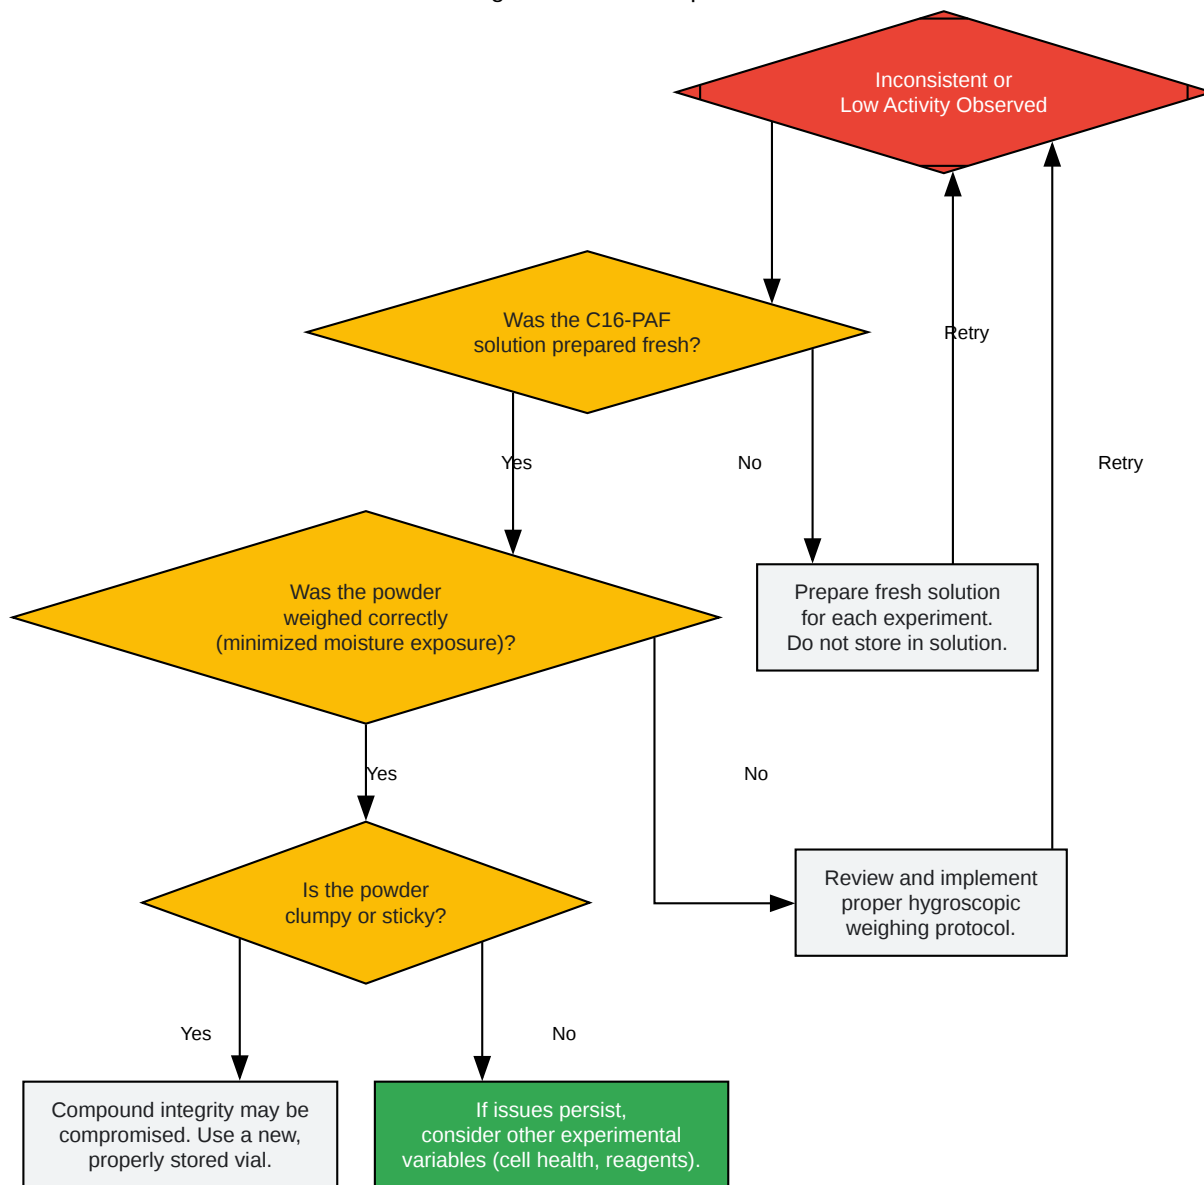 Inconsistent or
Low Activity Observed
Was the C16-PAF
solution prepared fresh?
Retry
Yes
No
Retry
Was the powder
weighed correctly
(minimized moisture exposure)?
Prepare fresh solution
for each experiment.
Do not store in solution.
Yes
No
Is the powder
clumpy or sticky?
Review and implement
proper hygroscopic
weighing protocol.
Yes
No
Compound integrity may be
compromised. Use a new,
properly stored vial.
If issues persist,
consider other experimental
variables (cell health, reagents).